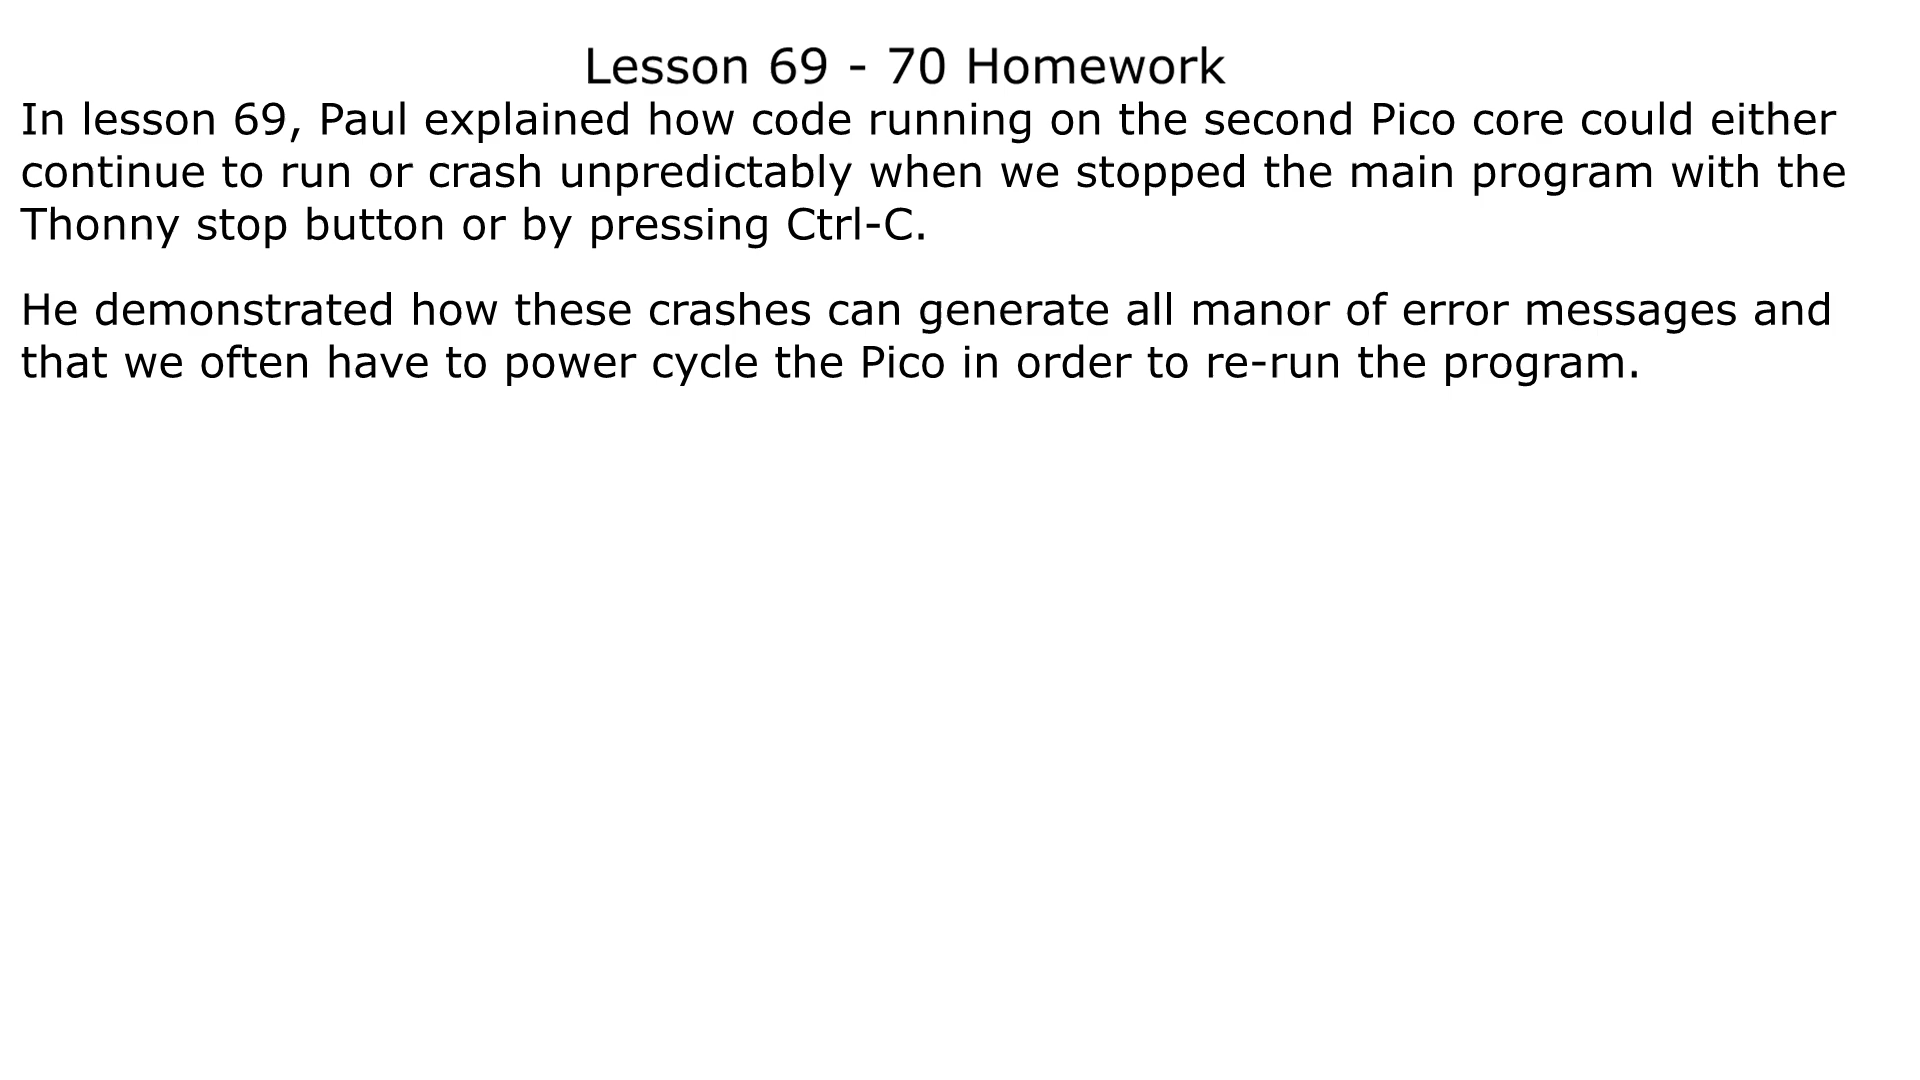 Lesson 69 - 70 Homework
In lesson 69, Paul explained how code running on the second Pico core could either
continue to run or crash unpredictably when we stopped the main program with the
Thonny stop button or by pressing Ctrl-C.
He demonstrated how these crashes can generate all manor of error messages and
that we often have to power cycle the Pico in order to re-run the program.